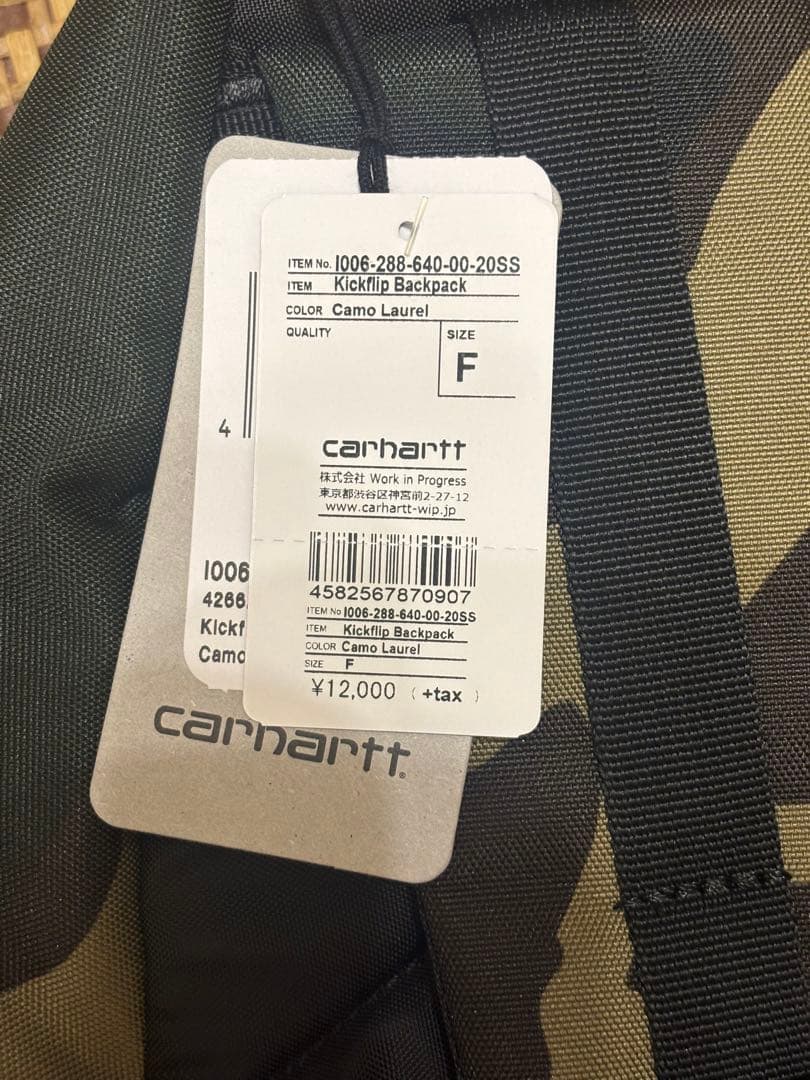 ITEM No. I006-288-640-00-20SS
ITEM Kickflip Backpack
COLOR Camo Laurel
QUALITY
SIZE
F
carhartt
株式会社 Work in Progress
東京都渋谷区神宮前2-27-12
www.carhartt-wip.jp
4582567870907
ITEM No I006-288-640-00-20SS
ITEM Kickflip Backpack
COLOR Camo Laurel
SIZE F
¥12,000 (+tax)
4
I006
4266
Kickf
Camo
carhartt®